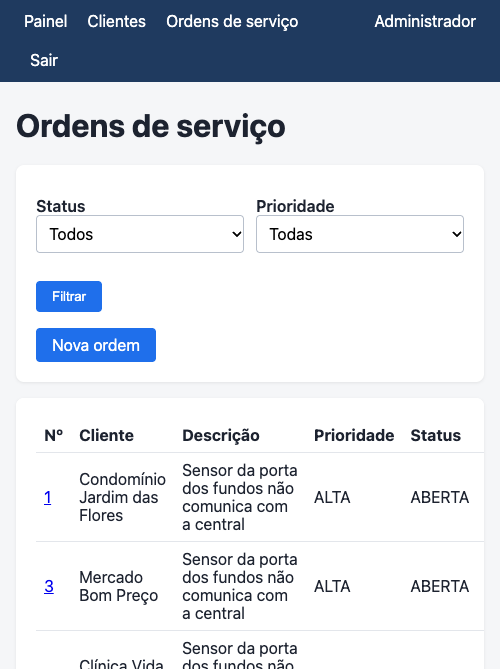 Painel Clientes Ordens de serviço Administrador
Sair
Ordens de serviço
Status Prioridade
Todos Todas
Filtrar
Nova ordem
Nº Cliente Descrição Prioridade Status
1 Condomínio Jardim das Flores Sensor da porta dos fundos não comunica com a central ALTA ABERTA
3 Mercado Bom Preço Sensor da porta dos fundos não comunica com a central ALTA ABERTA
Clínica Vida Sensor da porta dos fundos não